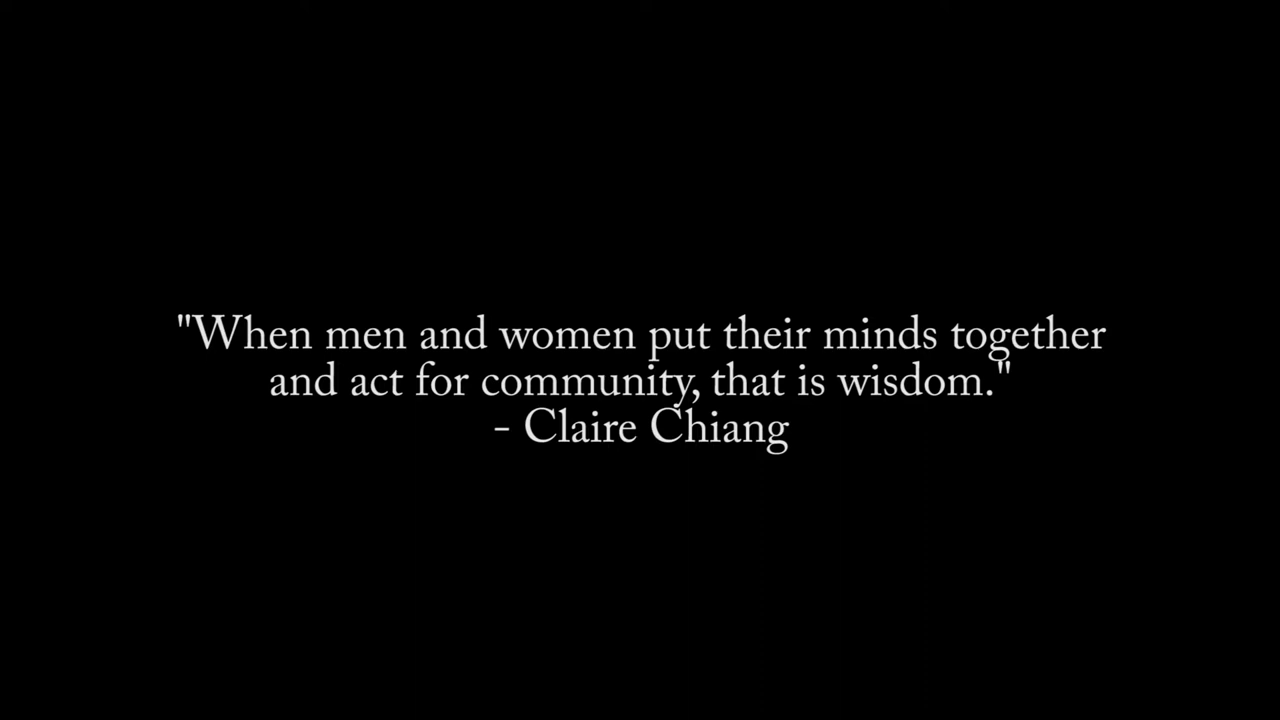 "When men and women put their minds together
and act for community, that is wisdom."
- Claire Chiang